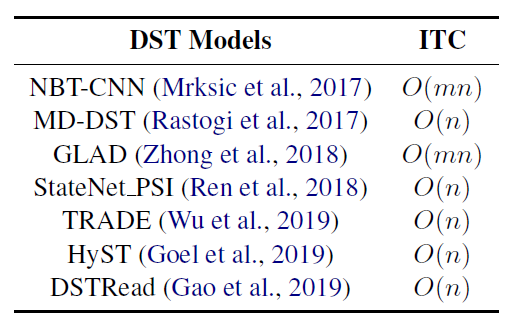 DST Models ITC
NBT-CNN (Mrksic et al., 2017) O(mn)
MD-DST (Rastogi et al., 2017) O(n)
GLAD (Zhong et al., 2018) O(mn)
StateNet_PSI (Ren et al., 2018) O(n)
TRADE (Wu et al., 2019) O(n)
HyST (Goel et al., 2019) O(n)
DSTRead (Gao et al., 2019) O(n)